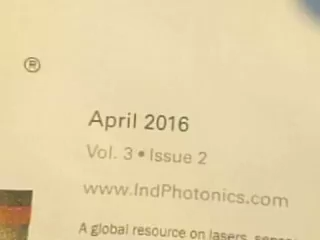 ®
April 2016
Vol. 3 • Issue 2
www.IndPhotonics.com
A global resource on lasers,